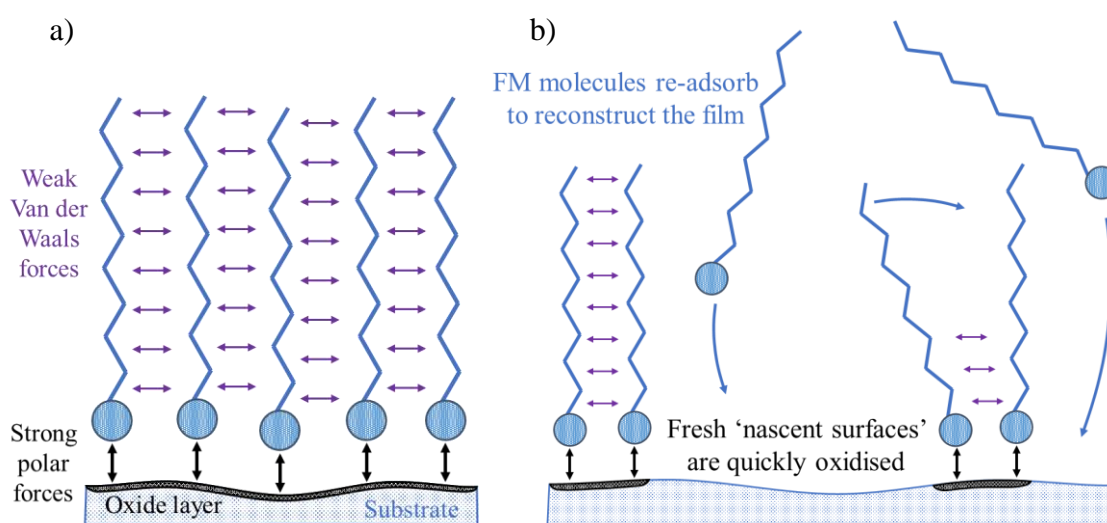 a)
Weak
Van der
Waals
forces
Strong
polar
forces
Oxide layer
Substrate
b)
FM molecules re-adsorb
to reconstruct the film
Fresh ‘nascent surfaces’
are quickly oxidised